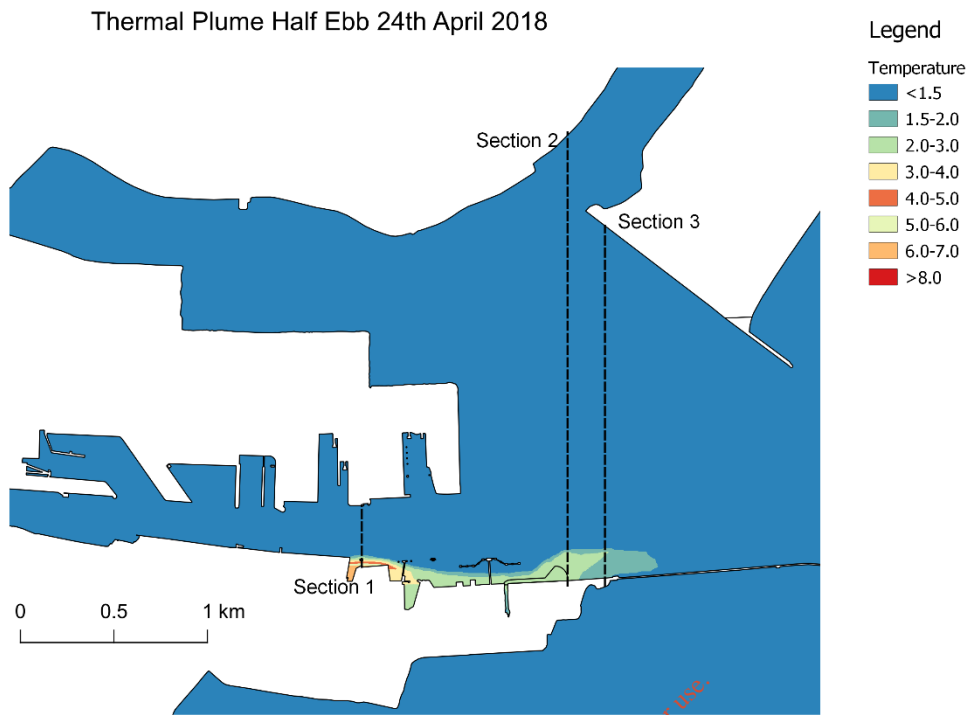 Thermal Plume Half Ebb 24th April 2018
Legend
Temperature
<1.5
1.5-2.0
2.0-3.0
3.0-4.0
4.0-5.0
5.0-6.0
6.0-7.0
>8.0
Section 2
Section 3
Section 1
0 0.5 1 km
use.